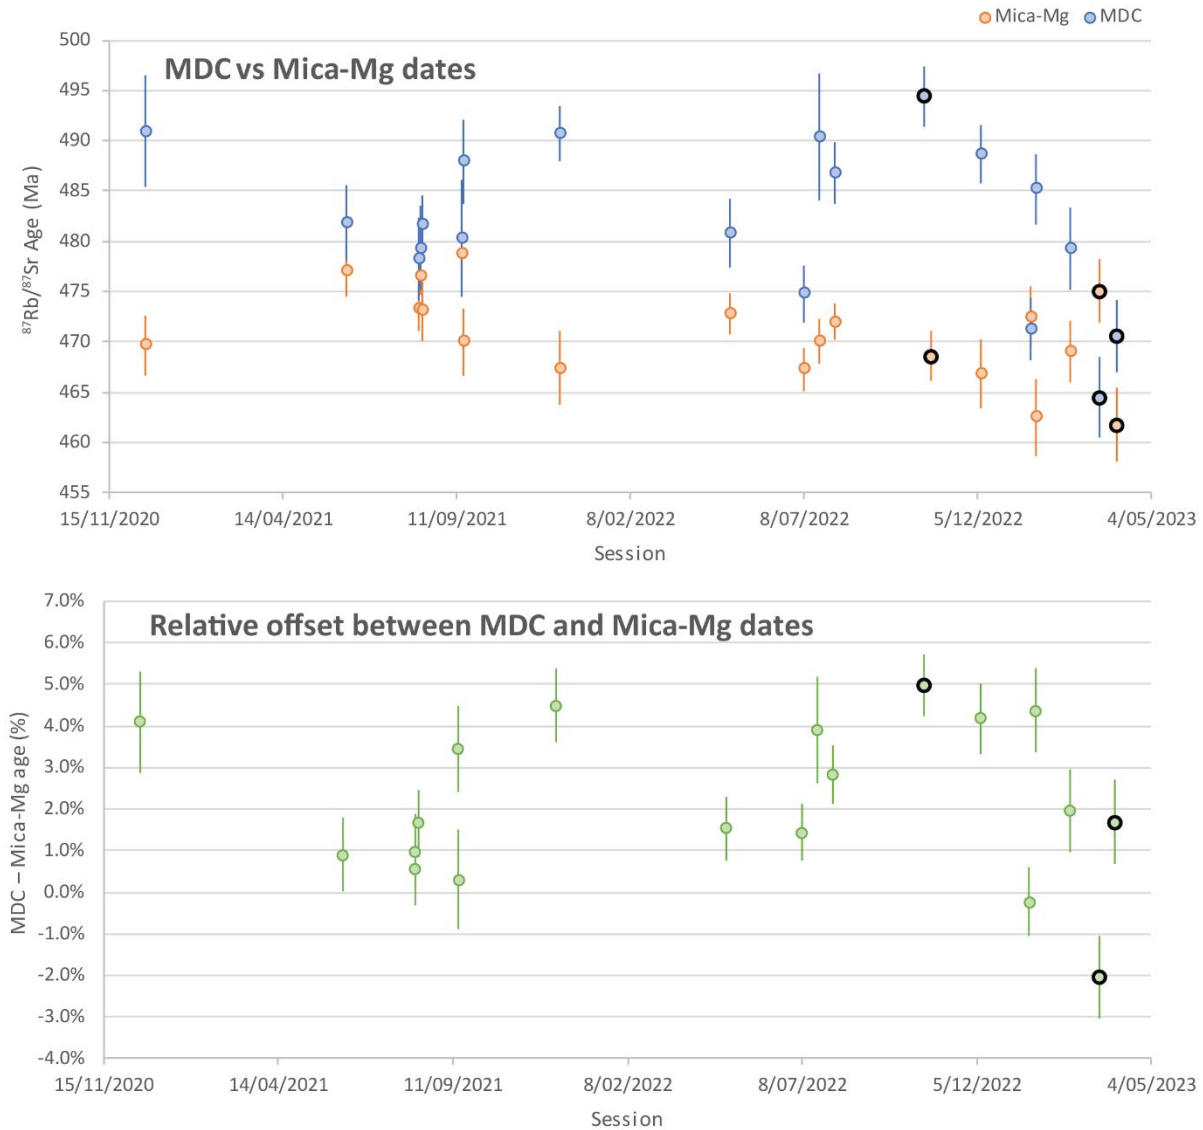 Mica-Mg MDC
MDC vs Mica-Mg dates
500
495
490
485
480
475
470
465
460
455
⁸⁷Rb/⁸⁷Sr Age (Ma)
15/11/2020 14/04/2021 11/09/2021 8/02/2022 8/07/2022 5/12/2022 4/05/2023
Session
Relative offset between MDC and Mica-Mg dates
7.0%
6.0%
5.0%
4.0%
3.0%
2.0%
1.0%
0.0%
-1.0%
-2.0%
-3.0%
-4.0%
MDC – Mica-Mg age (%)
15/11/2020 14/04/2021 11/09/2021 8/02/2022 8/07/2022 5/12/2022 4/05/2023
Session